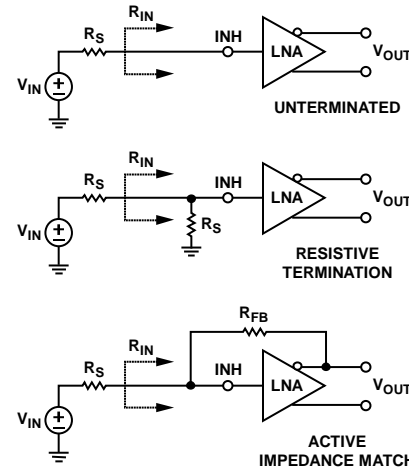 R_IN
R_S
INH
LNA
V_IN
V_OUT
UNTERMINATED
R_IN
R_S
INH
LNA
V_IN
R_S
V_OUT
RESISTIVE
TERMINATION
R_FB
R_IN
R_S
INH
LNA
V_IN
V_OUT
ACTIVE
IMPEDANCE MATCH